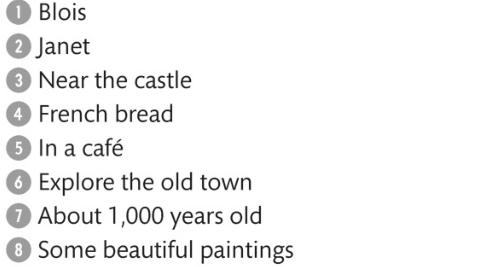 1 Blois
2 Janet
3 Near the castle
4 French bread
5 In a café
6 Explore the old town
7 About 1,000 years old
8 Some beautiful paintings